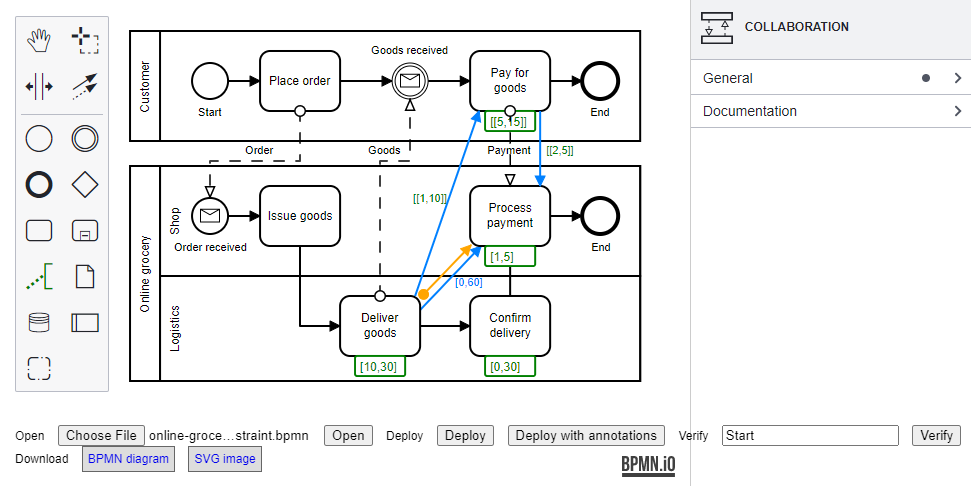 COLLABORATION
General
Documentation
Customer
Start
Place order
Goods received
Pay for
goods
[[5,15]]
End
Order
Goods
Payment
[[2,5]]
[[1,10]]
Online grocery
Shop
Order received
Issue goods
Process
payment
[1,5]
End
[0,60]
Logistics
Deliver
goods
[10,30]
Confirm
delivery
[0,30]
Open Choose File online-groce...straint.bpmn Open Deploy Deploy Deploy with annotations Verify Start Verify
Download BPMN diagram SVG image
BPMN.iO